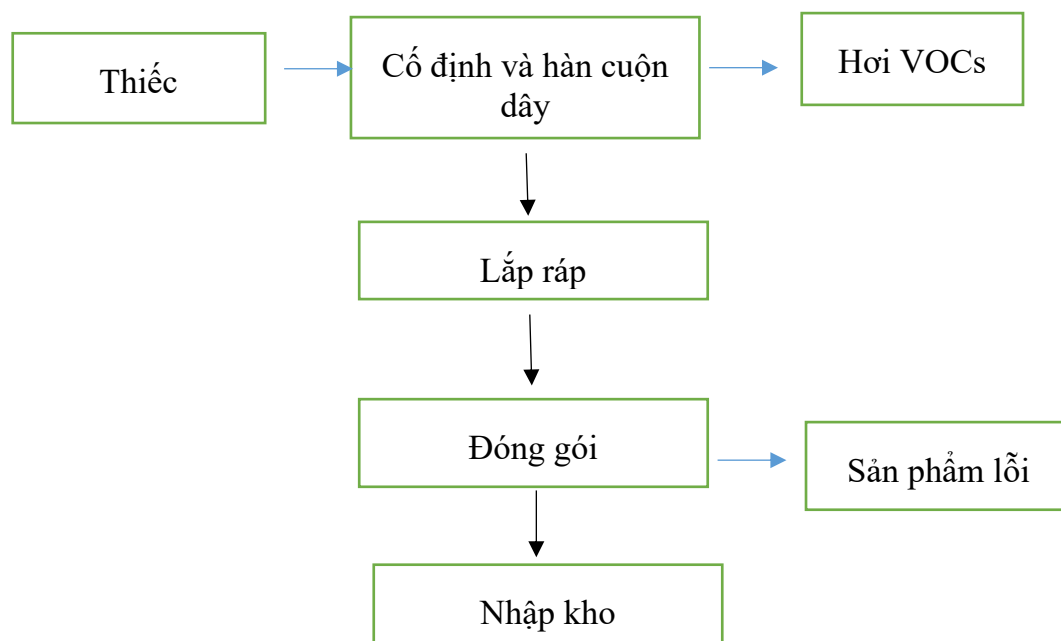 Thiếc
Cố định và hàn cuộn
dây
Hơi VOCs
Lắp ráp
Đóng gói
Sản phẩm lỗi
Nhập kho